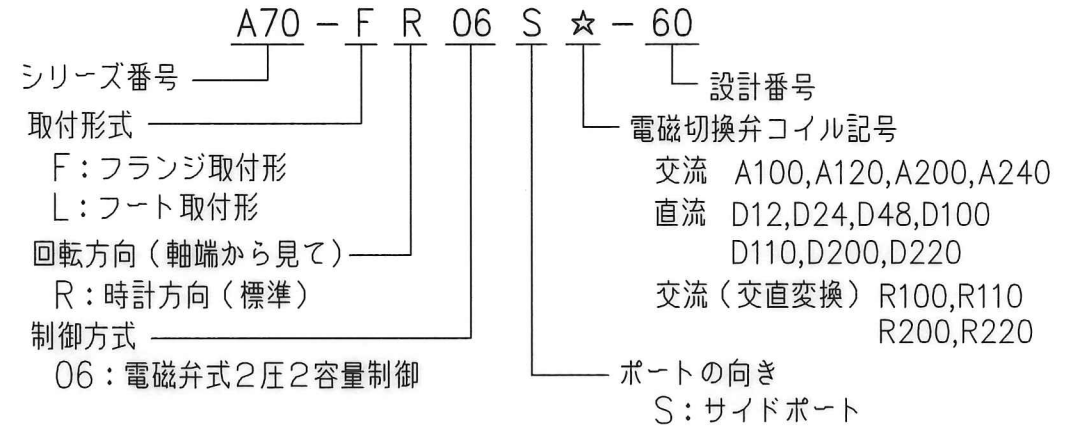 A70-FR06S☆-60
シリーズ番号
設計番号
取付形式
電磁切換弁コイル記号
F:フランジ取付形
交流 A100,A120,A200,A240
L:フート取付形
直流 D12,D24,D48,D100
回転方向(軸端から見て)
D110,D200,D220
R:時計方向(標準)
交流(交直変換) R100,R110
制御方式
R200,R220
06:電磁弁式2圧2容量制御
ポートの向き
S:サイドポート